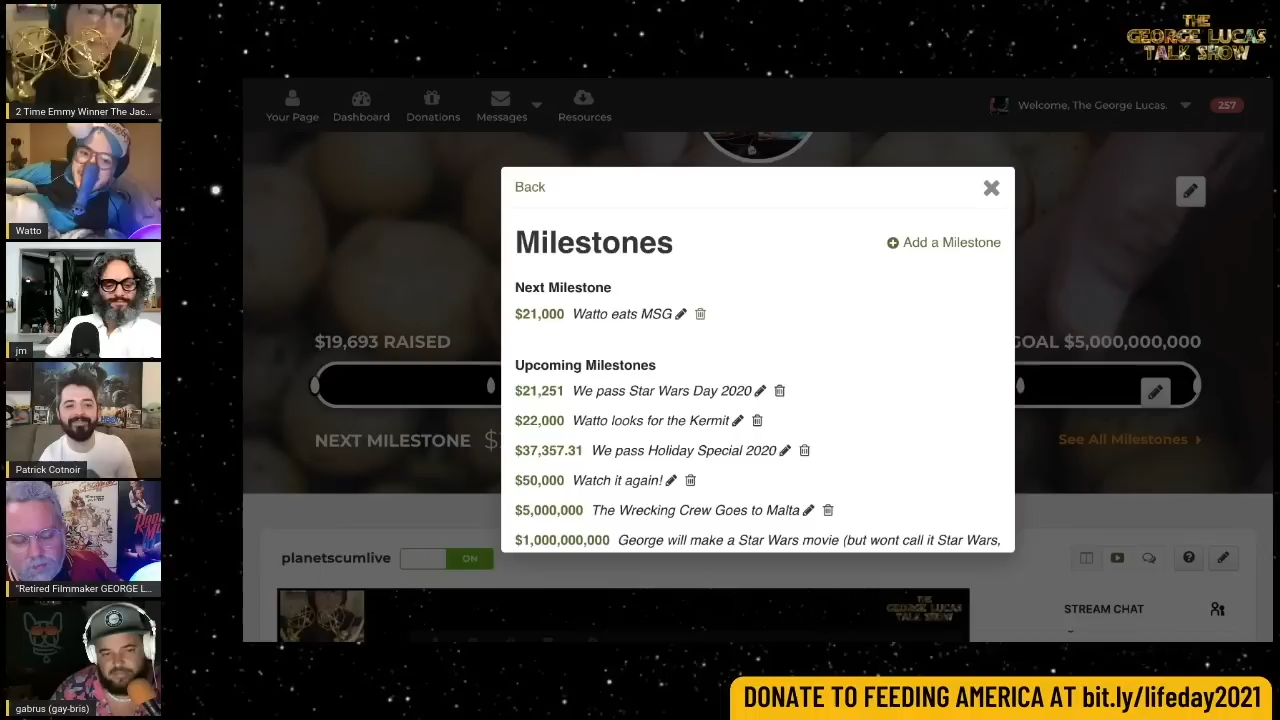 THE
GEORGE LUCAS
TALK SHOW
2 Time Emmy Winner The Jac...
Watto
jm
Patrick Cotnoir
"Retired Filmmaker GEORGE L...
gabrus (gay-bris)
Your Page
Dashboard
Donations
Messages
Resources
Welcome, The George Lucas.
257
Back
Milestones
Add a Milestone
Next Milestone
$21,000 Watto eats MSG
Upcoming Milestones
$21,251 We pass Star Wars Day 2020
$22,000 Watto looks for the Kermit
$37,357.31 We pass Holiday Special 2020
$50,000 Watch it again!
$5,000,000 The Wrecking Crew Goes to Malta
$1,000,000,000 George will make a Star Wars movie (but wont call it Star Wars,
$19,693 RAISED
GOAL $5,000,000,000
NEXT MILESTONE $
See All Milestones
planetscumlive
ON
THE
GEORGE LUCAS
TALK SHOW
STREAM CHAT
DONATE TO FEEDING AMERICA AT bit.ly/lifeday2021